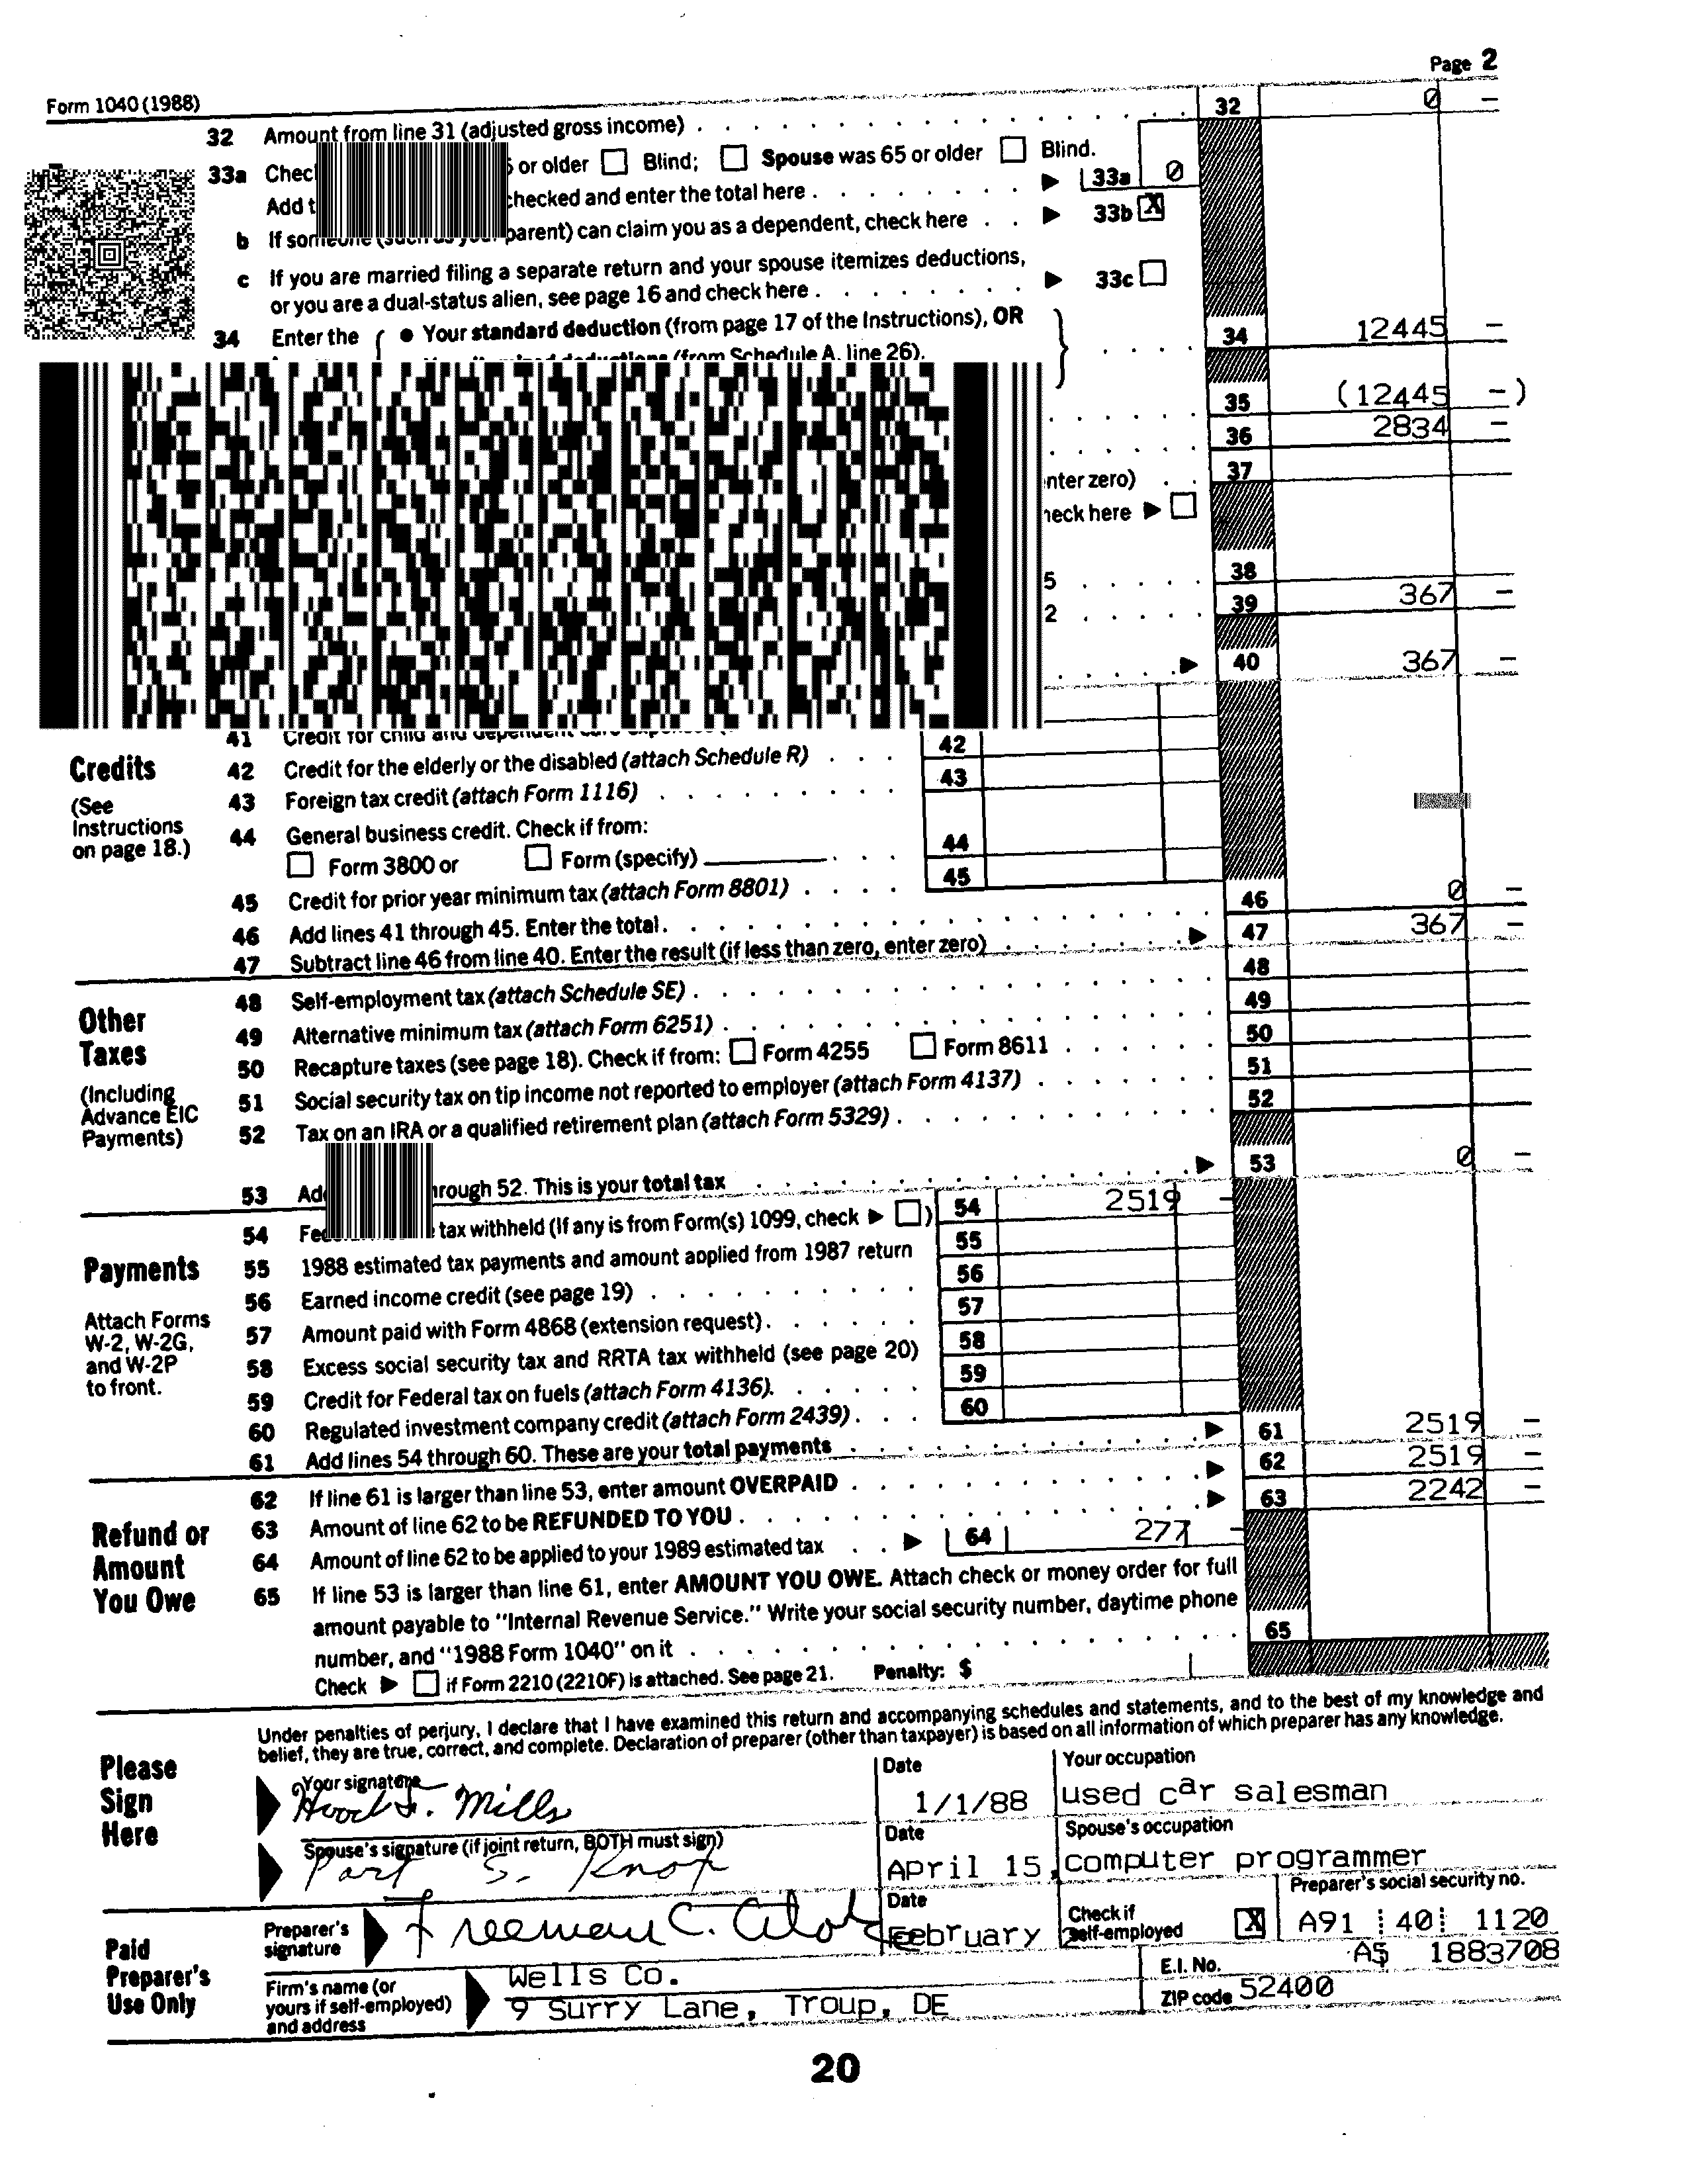 Page 2
Form 1040 (1988)
32 Amount from line 31 (adjusted gross income) 32 0 –
33a or older Blind; Spouse was 65 or older Blind.
Add checked and enter the total here 33a 0
b If someone (such as your parent) can claim you as a dependent, check here 33b X
c If you are married filing a separate return and your spouse itemizes deductions,
or you are a dual-status alien, see page 16 and check here 33c
34 Enter the { ● Your standard deduction (from page 17 of the Instructions), OR
(from Schedule A, line 26). } 34 12445 –
35 (12445 –)
36 2834 –
enter zero) 37
check here
5 38
2 39 367 –
40 367 –
41 Credit for child and dependent
Credits 42 Credit for the elderly or the disabled (attach Schedule R) 42
(See 43 Foreign tax credit (attach Form 1116) 43
Instructions 44 General business credit. Check if from:
on page 18.) Form 3800 or Form (specify) 44
45 Credit for prior year minimum tax (attach Form 8801) 45
46 Add lines 41 through 45. Enter the total. 46 0 –
47 Subtract line 46 from line 40. Enter the result (if less than zero, enter zero) 47 367 –
48 Self-employment tax (attach Schedule SE) 48
Other 49 Alternative minimum tax (attach Form 6251) 49
Taxes 50 Recapture taxes (see page 18). Check if from: Form 4255 Form 8611 50
(Including 51 Social security tax on tip income not reported to employer (attach Form 4137) 51
Advance EIC 52 Tax on an IRA or a qualified retirement plan (attach Form 5329) 52
Payments)
53 through 52. This is your total tax 53 0 –
54 tax withheld (If any is from Form(s) 1099, check ) 54 2519 –
Payments 55 1988 estimated tax payments and amount applied from 1987 return 55
56 Earned income credit (see page 19) 56
Attach Forms 57 Amount paid with Form 4868 (extension request) 57
W-2, W-2G, 58 Excess social security tax and RRTA tax withheld (see page 20) 58
and W-2P 59 Credit for Federal tax on fuels (attach Form 4136) 59
to front. 60 Regulated investment company credit (attach Form 2439) 60
61 Add lines 54 through 60. These are your total payments 61 2519 –
62 If line 61 is larger than line 53, enter amount OVERPAID 62 2519 –
Refund or 63 Amount of line 62 to be REFUNDED TO YOU 63 2242 –
Amount 64 Amount of line 62 to be applied to your 1989 estimated tax 64 277 –
You Owe 65 If line 53 is larger than line 61, enter AMOUNT YOU OWE. Attach check or money order for full
amount payable to "Internal Revenue Service." Write your social security number, daytime phone
number, and "1988 Form 1040" on it 65
Check if Form 2210 (2210F) is attached. See page 21. Penalty: $
Under penalties of perjury, I declare that I have examined this return and accompanying schedules and statements, and to the best of my knowledge and
belief, they are true, correct, and complete. Declaration of preparer (other than taxpayer) is based on all information of which preparer has any knowledge.
Please Your signature Date Your occupation
Sign Mills 1/1/88 used car salesman
Here Spouse's signature (if joint return, BOTH must sign) Date Spouse's occupation
S. Knox April 15, computer programmer
Preparer's signature Freeman C. Date February Check if self-employed X Preparer's social security no. A91 40 1120
Paid
Preparer's
Use Only
Firm's name (or
yours if self-employed)
and address
Wells Co.
9 Surry Lane, Troup, DE
E.I. No. AS 1883708
ZIP code 52400
20